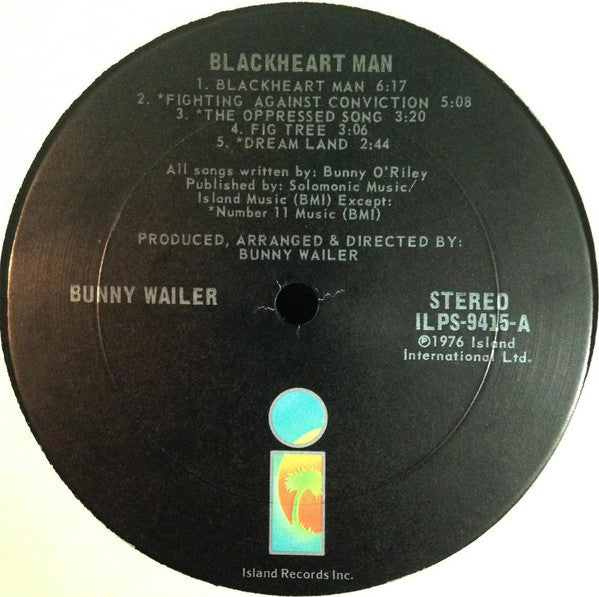 BLACKHEART MAN
1. BLACKHEART MAN 6:17
2. *FIGHTING AGAINST CONVICTION 5:08
3. *THE OPPRESSED SONG 3:20
4. FIG TREE 3:06
5. *DREAM LAND 2:44
All songs written by: Bunny O'Riley
Published by: Solomonic Music/
Island Music (BMI) Except:
*Number 11 Music (BMI)
PRODUCED, ARRANGED & DIRECTED BY:
BUNNY WAILER
BUNNY WAILER
STEREO
ILPS-9415-A
℗1976 Island
International Ltd.
i
Island Records Inc.